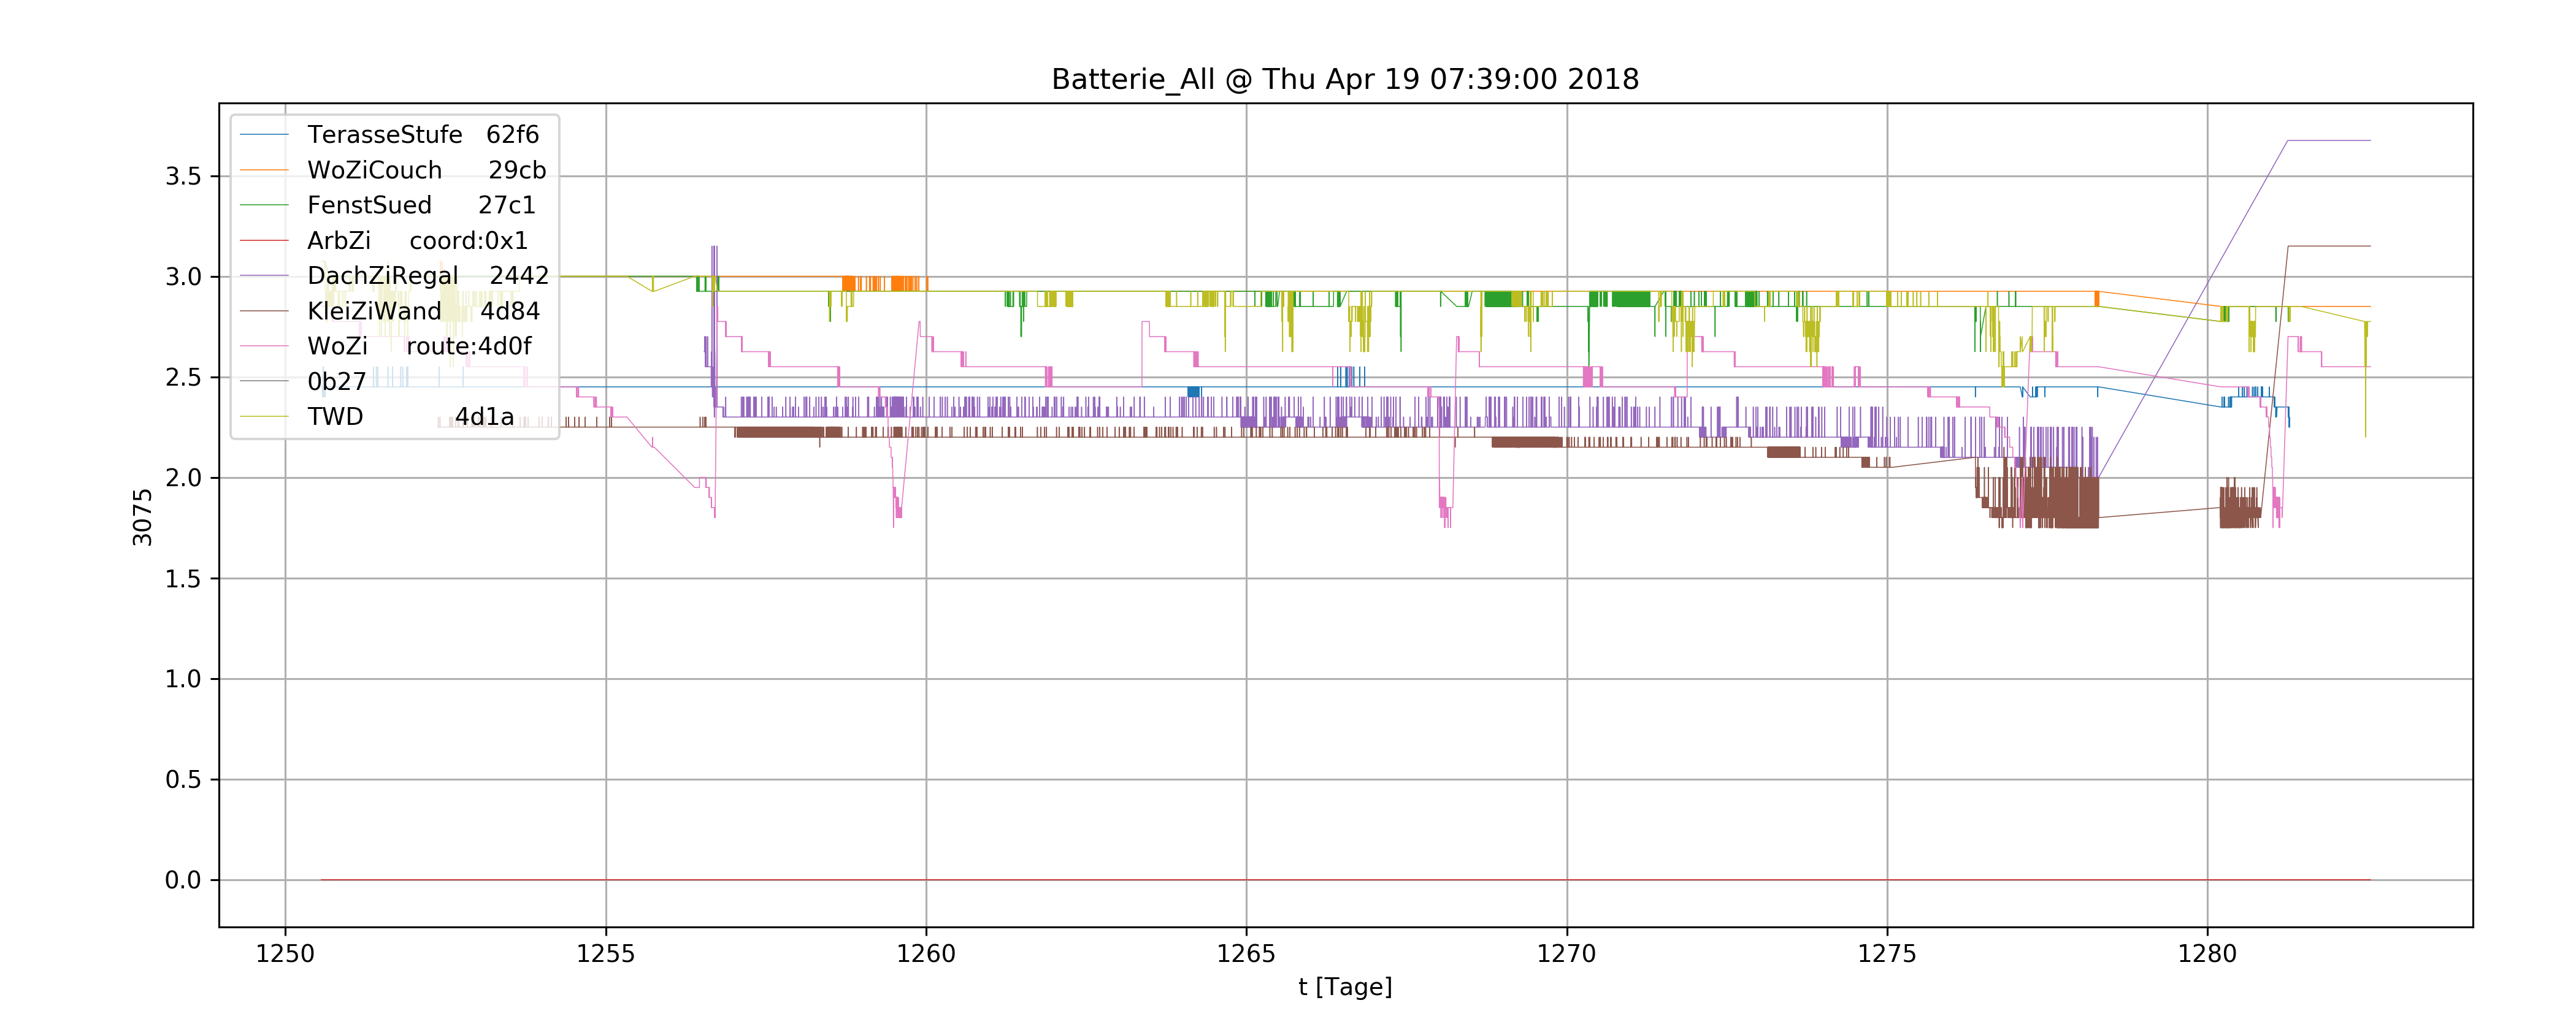 Batterie_All @ Thu Apr 19 07:39:00 2018
TerasseStufe 62f6
WoZiCouch 29cb
FenstSued 27c1
ArbZi coord:0x1
DachZiRegal 2442
KleiZiWand 4d84
WoZi route:4d0f
0b27
TWD 4d1a
3.5
3.0
2.5
2.0
1.5
1.0
0.5
0.0
3075
1250 1255 1260 1265 1270 1275 1280
t [Tage]